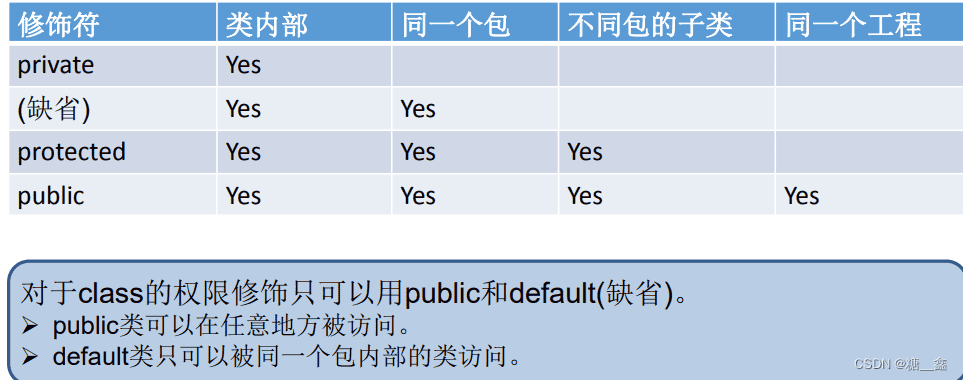 修饰符 类内部 同一个包 不同包的子类 同一个工程
private Yes
(缺省) Yes Yes
protected Yes Yes Yes
public Yes Yes Yes Yes
对于class的权限修饰只可以用public和default(缺省)。
➢ public类可以在任意地方被访问。
➢ default类只可以被同一个包内部的类访问。
CSDN @糖__鑫